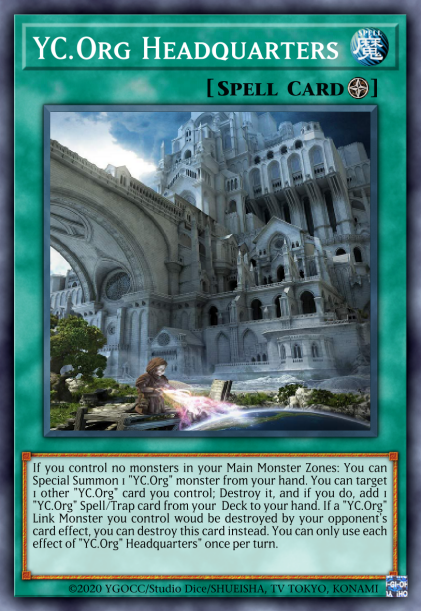 YC.Org Headquarters
SPELL
魔
[Spell Card]
If you control no monsters in your Main Monster Zones: You can
Special Summon 1 "YC.Org" monster from your hand. You can target
1 other "YC.Org" card you control; Destroy it, and if you do, add 1
"YC.Org" Spell/Trap card from your Deck to your hand. If a "YC.Org"
Link Monster you control woud be destroyed by your opponent's
card effect, you can destroy this card instead. You can only use each
effect of "YC.Org" Headquarters" once per turn.
©2020 YGOCC/Studio Dice/SHUEISHA, TV TOKYO, KONAMI